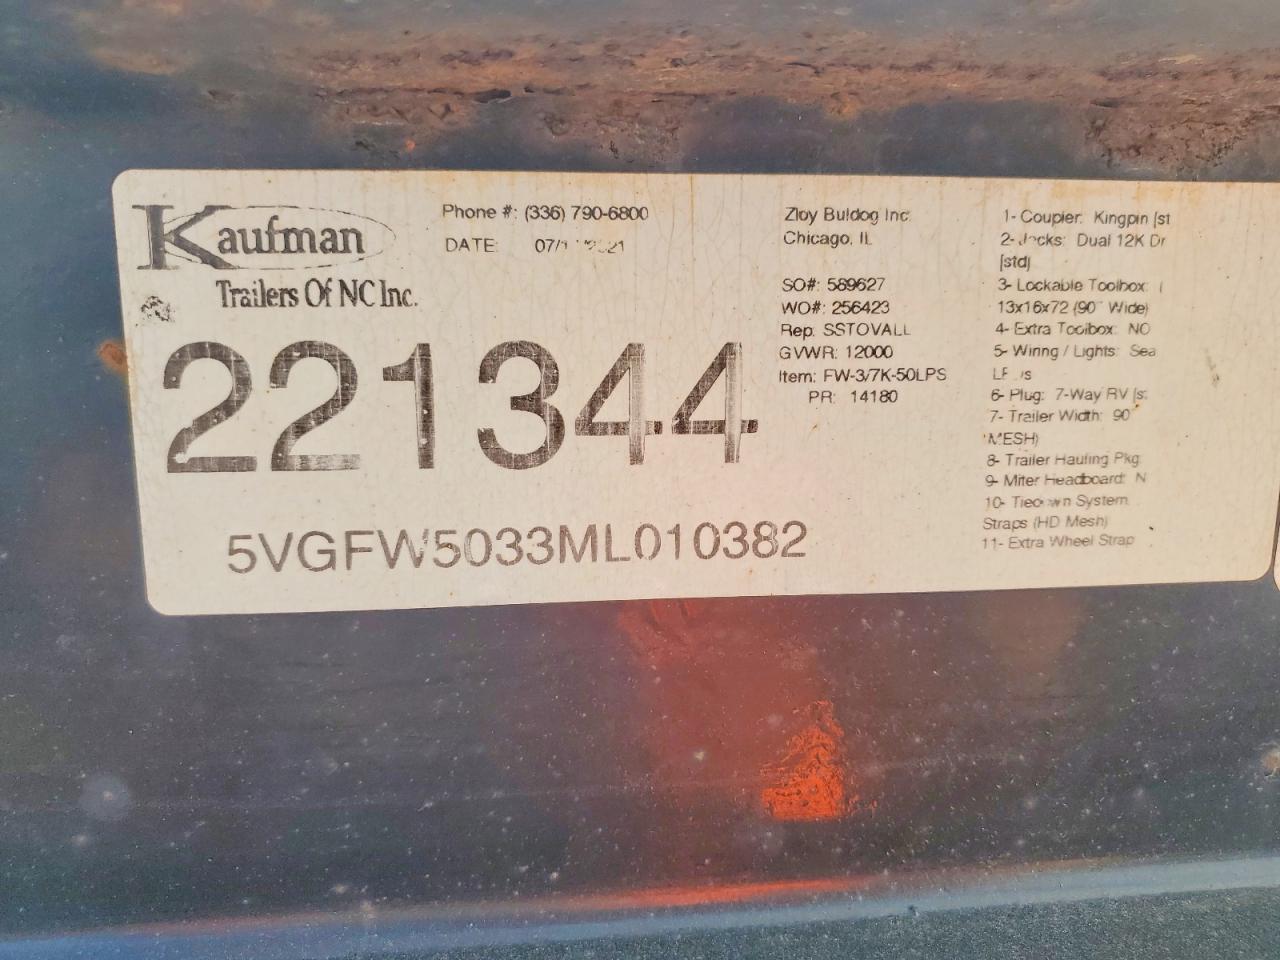 Kaufman
Trailers Of NC Inc.
Phone #: (336) 790-6800
DATE:
221344
5VGFW5033ML010382
Zloy Buldog Inc
Chicago, IL
SO#: 589627
WO#: 256423
Rep: SSTOVALL
GVWR: 12000
Item: FW-3/7K-50LPS
PR: 14180
1- Coupler: Kingpin (st
2- Jacks: Dual 12K Dr
(std)
3- Lockable Toolbox:
13x16x72 (90" Wide)
4- Extra Toolbox: NO
5- Wiring / Lights: Sea
6- Plug: 7-Way RV (s
7- Trailer Width: 90"
MESH)
8- Trailer Hauling Pkg
9- Miter Headboard: N
10- Tiedown System
Straps (HD Mesh)
11- Extra Wheel Strap